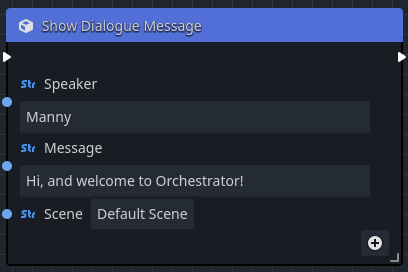 Show Dialogue Message
Str Speaker
Manny
Str Message
Hi, and welcome to Orchestrator!
Str Scene Default Scene